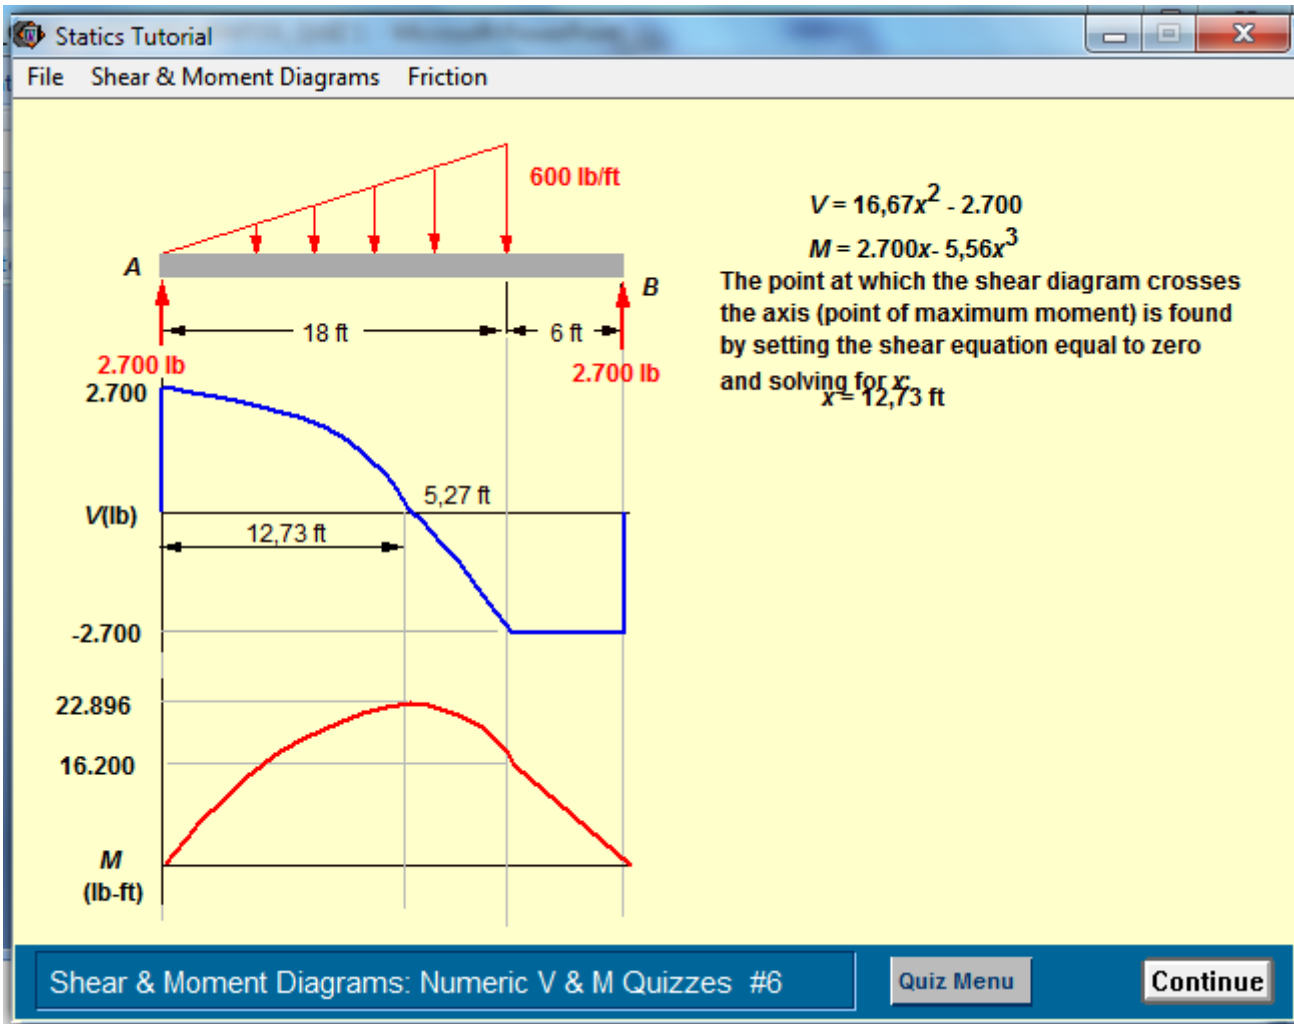 Statics Tutorial
File Shear & Moment Diagrams Friction
600 lb/ft
A
B
18 ft
6 ft
2.700 lb
2.700 lb
V = 16,67x² - 2.700
M = 2.700x- 5,56x³
The point at which the shear diagram crosses
the axis (point of maximum moment) is found
by setting the shear equation equal to zero
and solving for x:
x = 12,73 ft
2.700
5,27 ft
V(lb)
12,73 ft
-2.700
22.896
16.200
M
(lb-ft)
Shear & Moment Diagrams: Numeric V & M Quizzes #6
Quiz Menu
Continue